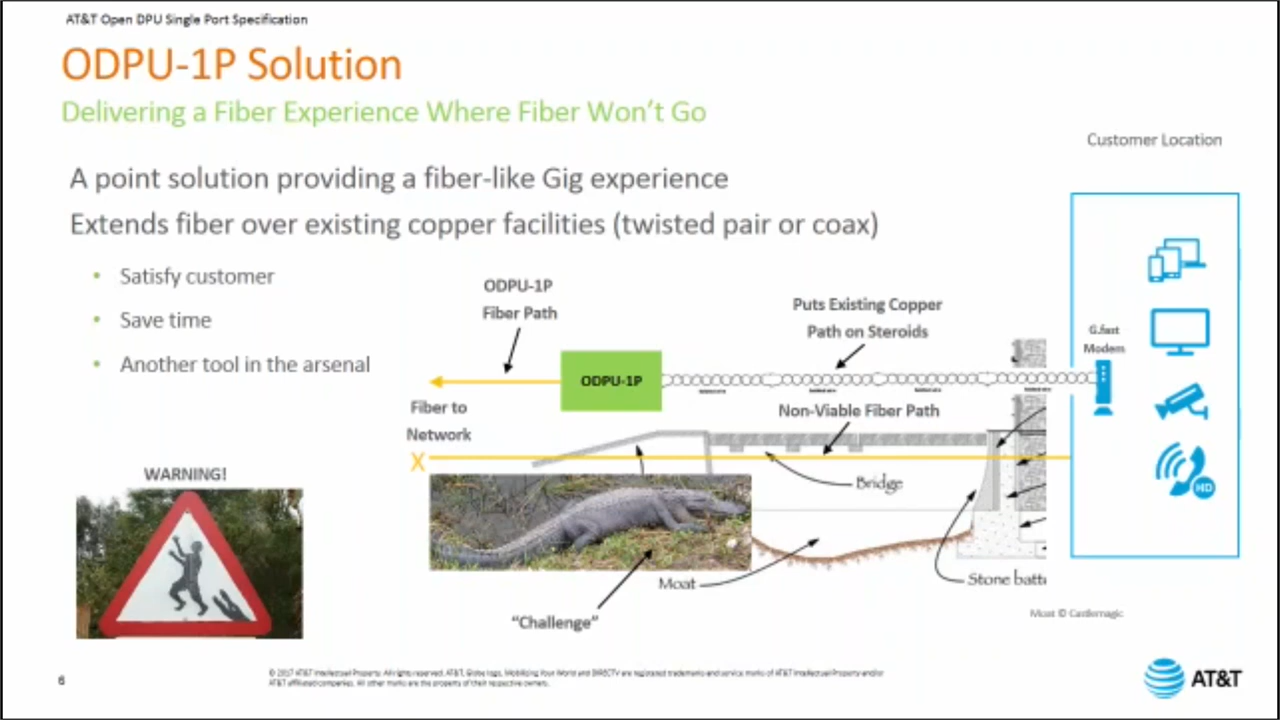 AT&T Open DPU Single Port Specification
ODPU-1P Solution
Delivering a Fiber Experience Where Fiber Won't Go
Customer Location
A point solution providing a fiber-like Gig experience
Extends fiber over existing copper facilities (twisted pair or coax)
• Satisfy customer
• Save time
• Another tool in the arsenal
ODPU-1P
Fiber Path
Puts Existing Copper
Path on Steroids
G.fast
Modem
ODPU-1P
Fiber to
Network
X
Non-Viable Fiber Path
Bridge
HD
WARNING!
Moat
Stone batt
"Challenge"
Moat © Castlemagic
6
© 2017 AT&T Intellectual Property. All rights reserved. AT&T, Globe logo, Mobilizing Your World and DIRECTV are registered trademarks and service marks of AT&T Intellectual Property and/or
AT&T affiliated companies. All other marks are the property of their respective owners.
AT&T